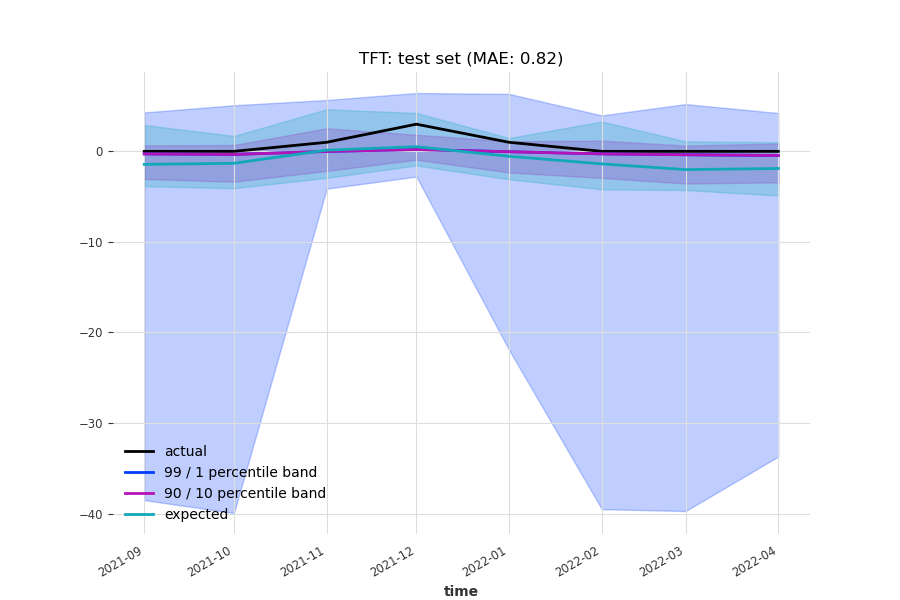 TFT: test set (MAE: 0.82)
0
−10
−20
−30
−40
actual
99 / 1 percentile band
90 / 10 percentile band
expected
2021-09
2021-10
2021-11
2021-12
2022-01
2022-02
2022-03
2022-04
time